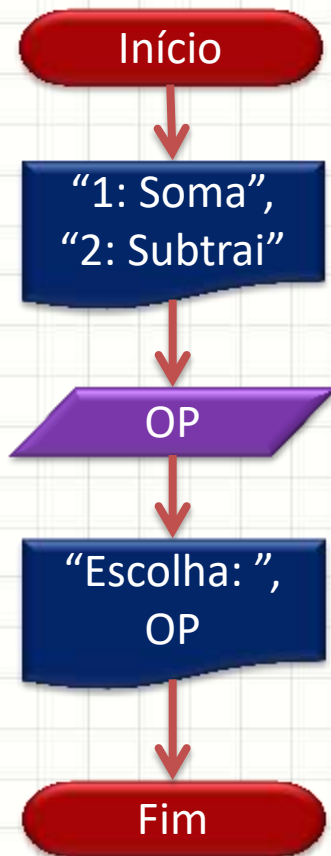 Início
“1: Soma”,
“2: Subtrai”
OP
“Escolha: ”,
OP
Fim